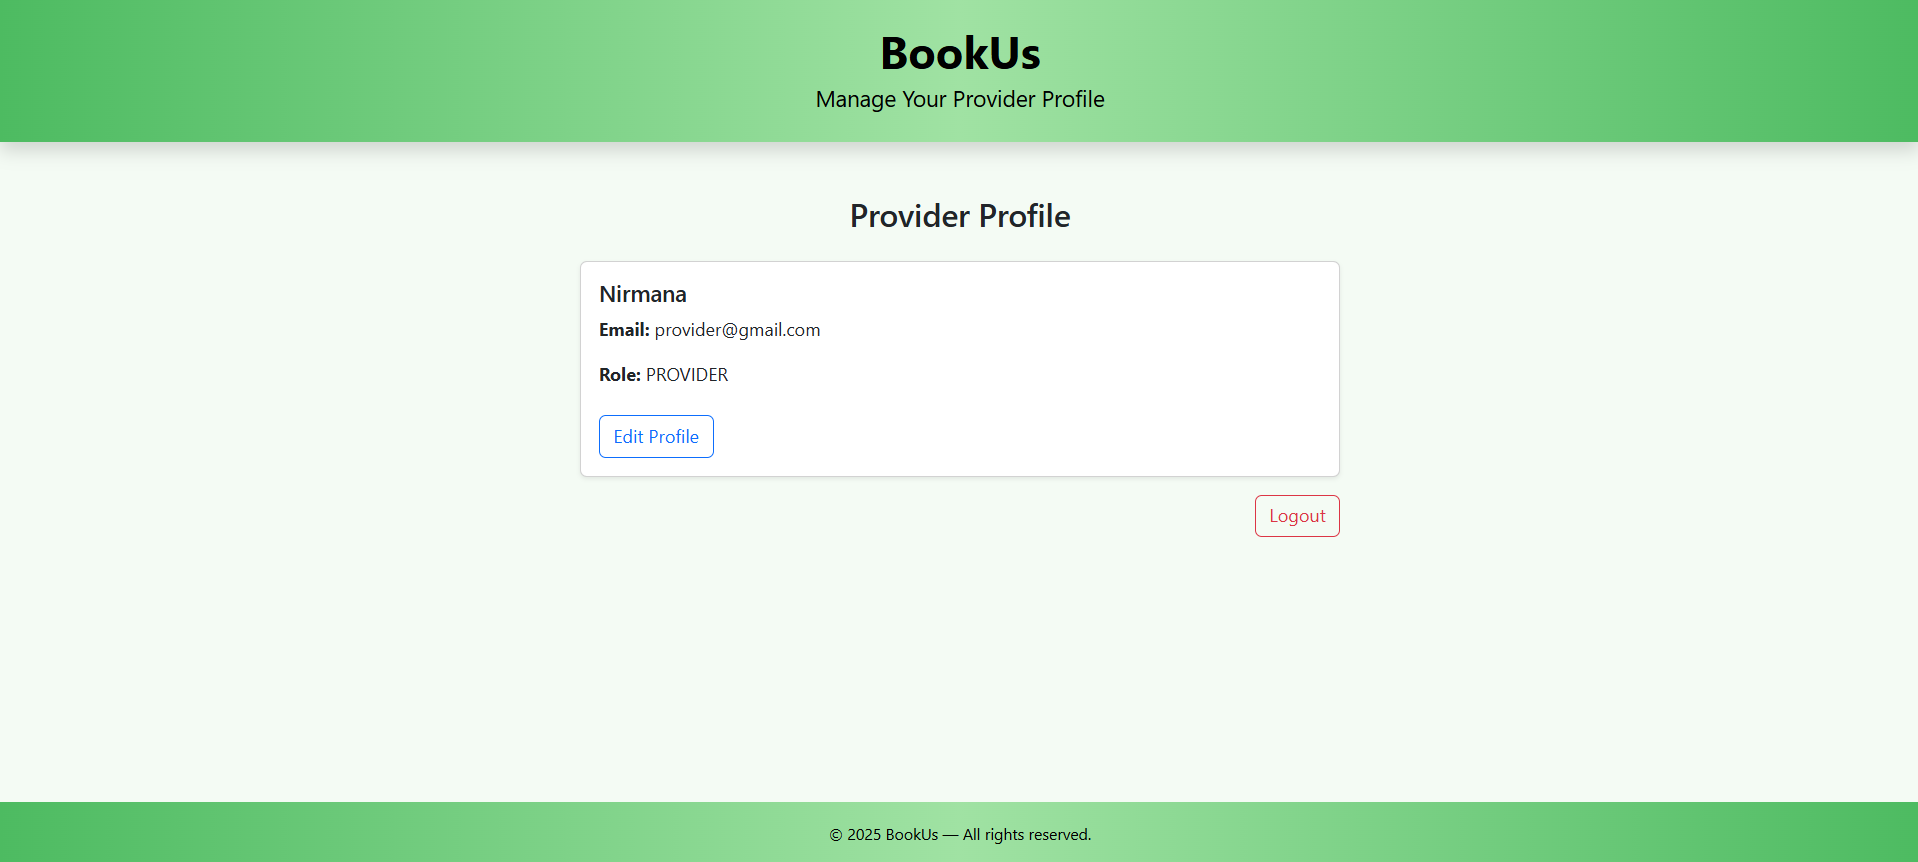 BookUs
Manage Your Provider Profile
Provider Profile
Nirmana
Email: provider@gmail.com
Role: PROVIDER
Edit Profile
Logout
© 2025 BookUs — All rights reserved.